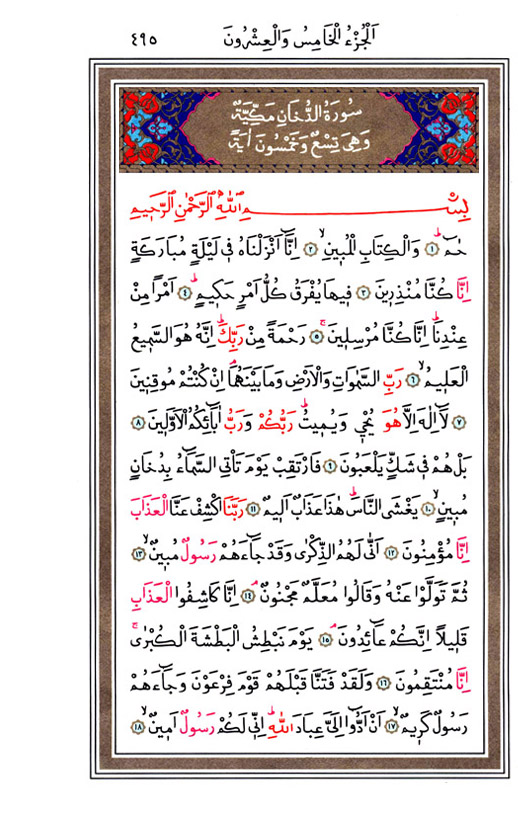 اَلْجُزْءُ الْخَامِسُ وَالْعِشْرُونَ ٤٩٥
سُورَةُ الدُّخَانِ مَكِّيَّةٌ
وَهِيَ تِسْعٌ وَخَمْسُونَ اٰيَةً
بِسْمِ اللّٰهِ الرَّحْمٰنِ الرَّحٖيمِ
حٰمٓۜ ﴿١﴾ وَالْكِتَابِ الْمُبٖينِۙ ﴿٢﴾ اِنَّٓا اَنْزَلْنَاهُ فٖي لَيْلَةٍ مُبَارَكَةٍ
اِنَّا كُنَّا مُنْذِرٖينَ ﴿٣﴾ فٖيهَا يُفْرَقُ كُلُّ اَمْرٍ حَكٖيمٍۜ ﴿٤﴾ اَمْرًا مِنْ
عِنْدِنَاۜ اِنَّا كُنَّا مُرْسِلٖينَۚ ﴿٥﴾ رَحْمَةً مِنْ رَبِّكَۜ اِنَّهُ هُوَ السَّمٖيعُ
الْعَلٖيمُۙ ﴿٦﴾ رَبِّ السَّمٰوَاتِ وَالْاَرْضِ وَمَا بَيْنَهُمَاۢ اِنْ كُنْتُمْ مُوقِنٖينَ
﴿٧﴾ لَٓا اِلٰهَ اِلَّا هُوَ يُحْيٖي وَيُمٖيتُۜ رَبُّكُمْ وَرَبُّ اٰبَٓائِكُمُ الْاَوَّلٖينَ ﴿٨﴾
بَلْ هُمْ فٖي شَكٍّ يَلْعَبُونَ ﴿٩﴾ فَارْتَقِبْ يَوْمَ تَأْتِي السَّمَٓاءُ بِدُخَانٍ
مُبٖينٍۙ ﴿١٠﴾ يَغْشَى النَّاسَۜ هٰذَا عَذَابٌ اَلٖيمٌ ﴿١١﴾ رَبَّنَا اكْشِفْ عَنَّا الْعَذَابَ
اِنَّا مُؤْمِنُونَ ﴿١٢﴾ اَنّٰى لَهُمُ الذِّكْرٰى وَقَدْ جَٓاءَهُمْ رَسُولٌ مُبٖينٌۙ ﴿١٣﴾
ثُمَّ تَوَلَّوْا عَنْهُ وَقَالُوا مُعَلَّمٌ مَجْنُونٌۢ ﴿١٤﴾ اِنَّا كَاشِفُوا الْعَذَابِ
قَلٖيلًا اِنَّكُمْ عَٓائِدُونَۢ ﴿١٥﴾ يَوْمَ نَبْطِشُ الْبَطْشَةَ الْكُبْرٰىۚ
اِنَّا مُنْتَقِمُونَ ﴿١٦﴾ وَلَقَدْ فَتَنَّا قَبْلَهُمْ قَوْمَ فِرْعَوْنَ وَجَٓاءَهُمْ
رَسُولٌ كَرٖيمٌۙ ﴿١٧﴾ اَنْ اَدُّٓوا اِلَيَّ عِبَادَ اللّٰهِۜ اِنّٖي لَكُمْ رَسُولٌ اَمٖينٌۙ ﴿١٨﴾